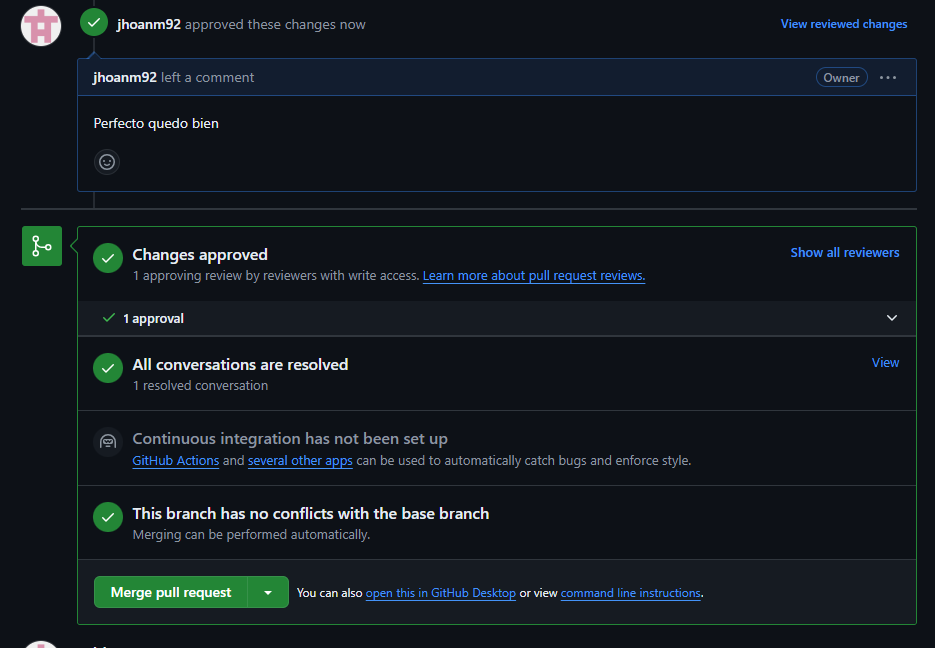 jhoanm92 approved these changes now
View reviewed changes
jhoanm92 left a comment
Owner
Perfecto quedo bien
Changes approved
Show all reviewers
1 approving review by reviewers with write access. Learn more about pull request reviews.
1 approval
All conversations are resolved
View
1 resolved conversation
Continuous integration has not been set up
GitHub Actions and several other apps can be used to automatically catch bugs and enforce style.
This branch has no conflicts with the base branch
Merging can be performed automatically.
Merge pull request
You can also open this in GitHub Desktop or view command line instructions.